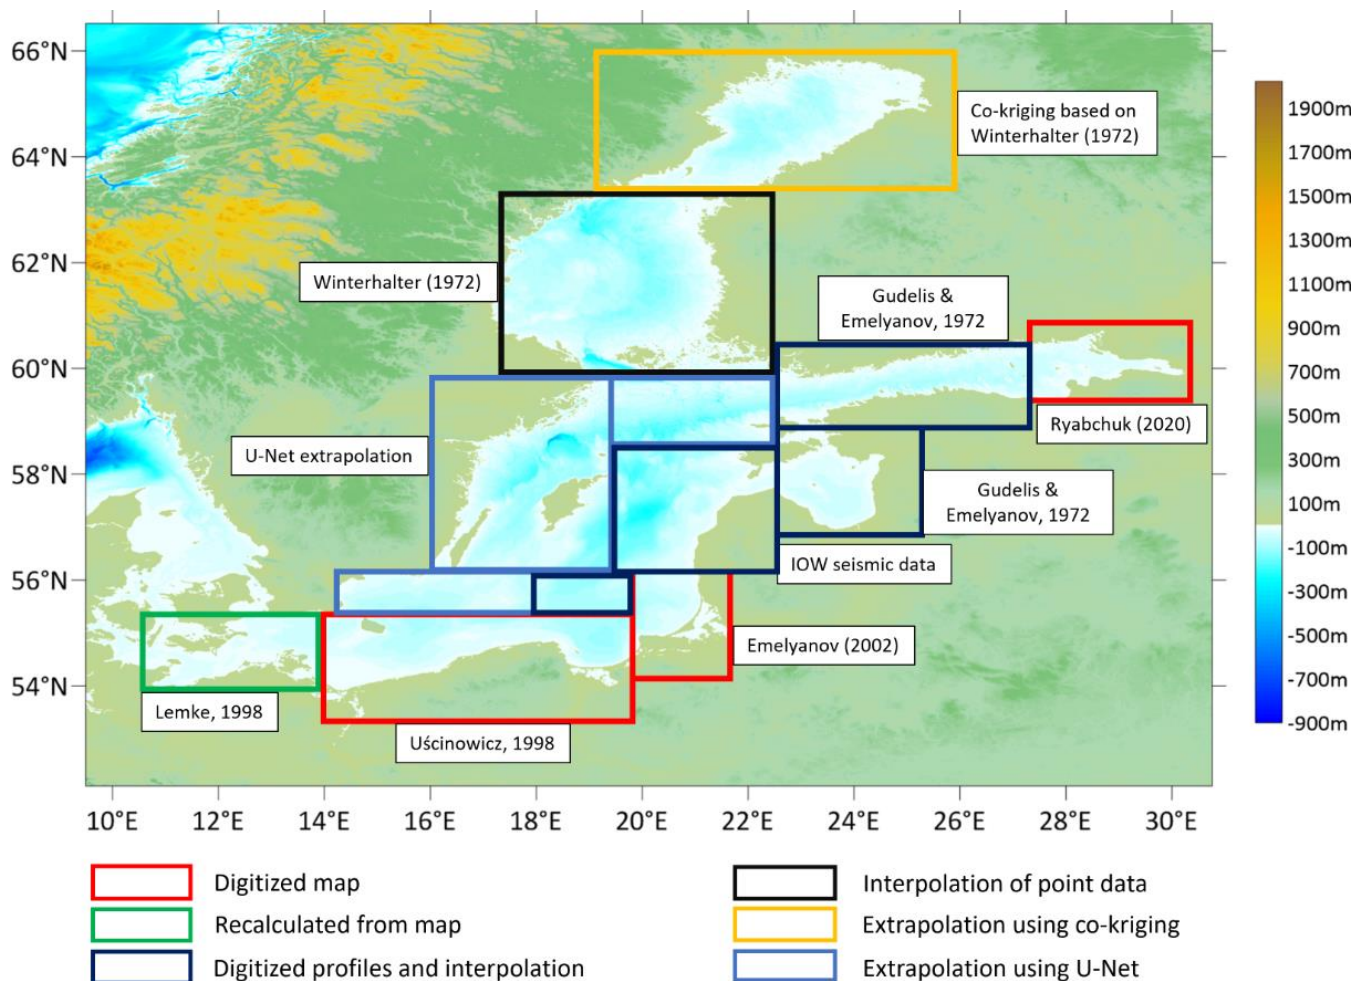 66°N
64°N
62°N
60°N
58°N
56°N
54°N
Co-kriging based on
Winterhalter (1972)
Winterhalter (1972)
Gudelis &
Emelyanov, 1972
Ryabchuk (2020)
U-Net extrapolation
Gudelis &
Emelyanov, 1972
IOW seismic data
Emelyanov (2002)
Lemke, 1998
Uścinowicz, 1998
10°E 12°E 14°E 16°E 18°E 20°E 22°E 24°E 26°E 28°E 30°E
1900m
1700m
1500m
1300m
1100m
900m
700m
500m
300m
100m
-100m
-300m
-500m
-700m
-900m
Digitized map
Recalculated from map
Digitized profiles and interpolation
Interpolation of point data
Extrapolation using co-kriging
Extrapolation using U-Net